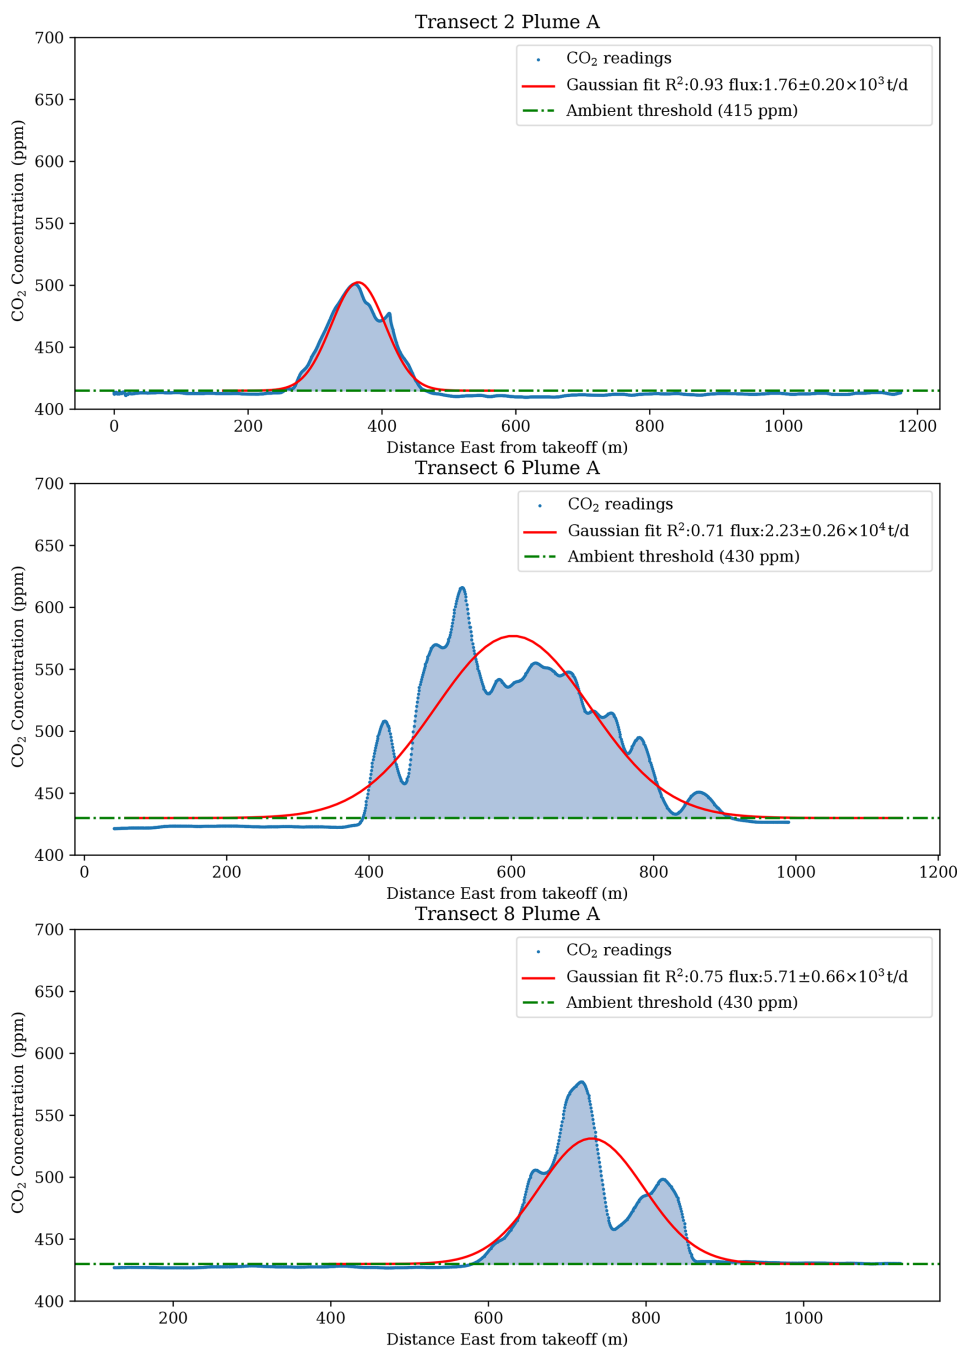 Transect 2 Plume A
700
650
600
550
500
450
400
CO₂ Concentration (ppm)
CO₂ readings
Gaussian fit R²:0.93 flux:1.76±0.20×10³t/d
Ambient threshold (415 ppm)
0 200 400 600 800 1000 1200
Distance East from takeoff (m)
Transect 6 Plume A
700
650
600
550
500
450
400
CO₂ Concentration (ppm)
CO₂ readings
Gaussian fit R²:0.71 flux:2.23±0.26×10⁴t/d
Ambient threshold (430 ppm)
0 200 400 600 800 1000 1200
Distance East from takeoff (m)
Transect 8 Plume A
700
650
600
550
500
450
400
CO₂ Concentration (ppm)
CO₂ readings
Gaussian fit R²:0.75 flux:5.71±0.66×10³t/d
Ambient threshold (430 ppm)
200 400 600 800 1000
Distance East from takeoff (m)